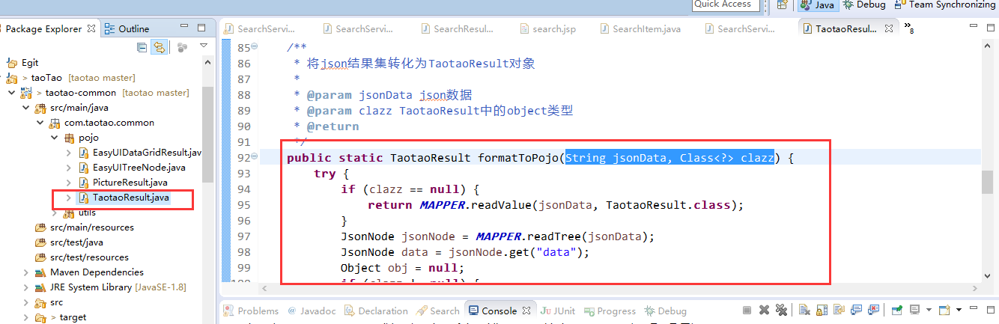 Quick Access
Java
Debug
Team Synchronizing
Package Explorer
Outline
SearchServi...
SearchServi...
SearchResul...
search.jsp
SearchItem.java
SearchServi...
TaotaoResul...
»8
Egit
> taoTao [taotao master]
> taotao-common [taotao master]
src/main/java
com.taotao.common
pojo
EasyUIDataGridResult.jav
EasyUITreeNode.java
PictureResult.java
TaotaoResult.java
utils
src/main/resources
src/test/java
src/test/resources
Maven Dependencies
JRE System Library [JavaSE-1.8]
src
> target
85 /**
86 * 将json结果集转化为TaotaoResult对象
87 *
88 * @param jsonData json数据
89 * @param clazz TaotaoResult中的object类型
90 * @return
91 */
92 public static TaotaoResult formatToPojo(String jsonData, Class<?> clazz) {
93 try {
94 if (clazz == null) {
95 return MAPPER.readValue(jsonData, TaotaoResult.class);
96 }
97 JsonNode jsonNode = MAPPER.readTree(jsonData);
98 JsonNode data = jsonNode.get("data");
99 Object obj = null;
Problems
@ Javadoc
Declaration
Search
Console
JU JUnit
Progress
Debug